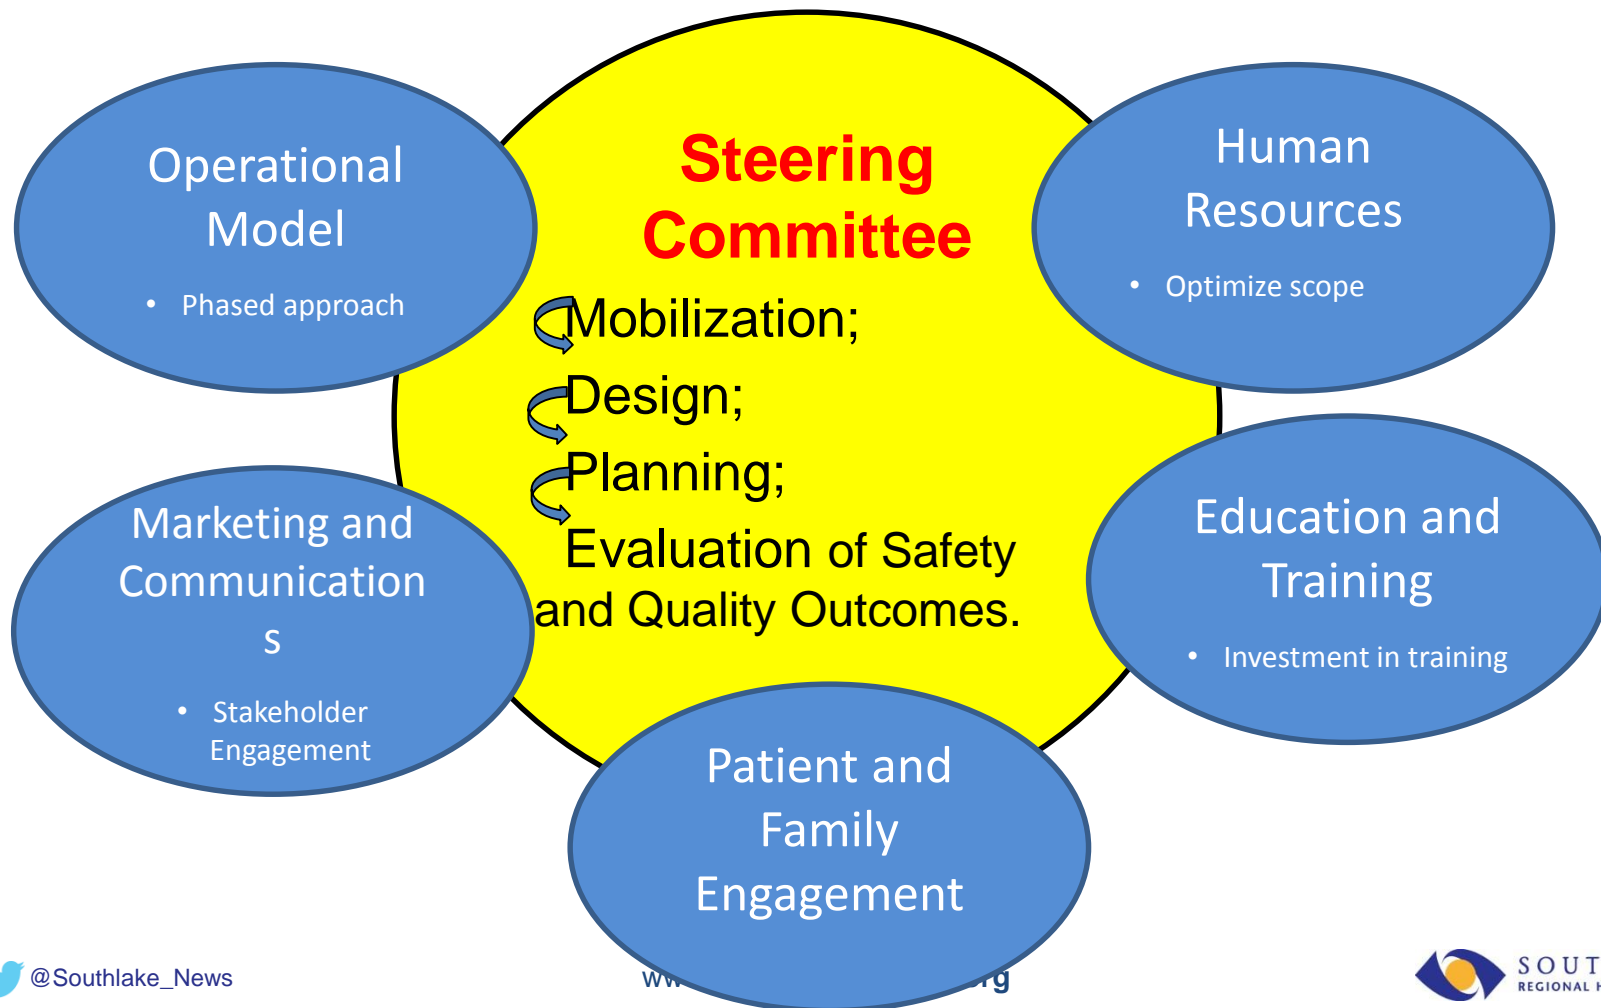 Steering
Committee
Mobilization;
Design;
Planning;
Evaluation of Safety
and Quality Outcomes.
Operational
Model
• Phased approach
Human
Resources
• Optimize scope
Marketing and
Communication
s
• Stakeholder
Engagement
Education and
Training
• Investment in training
Patient and
Family
Engagement
@Southlake_News
REGIONAL